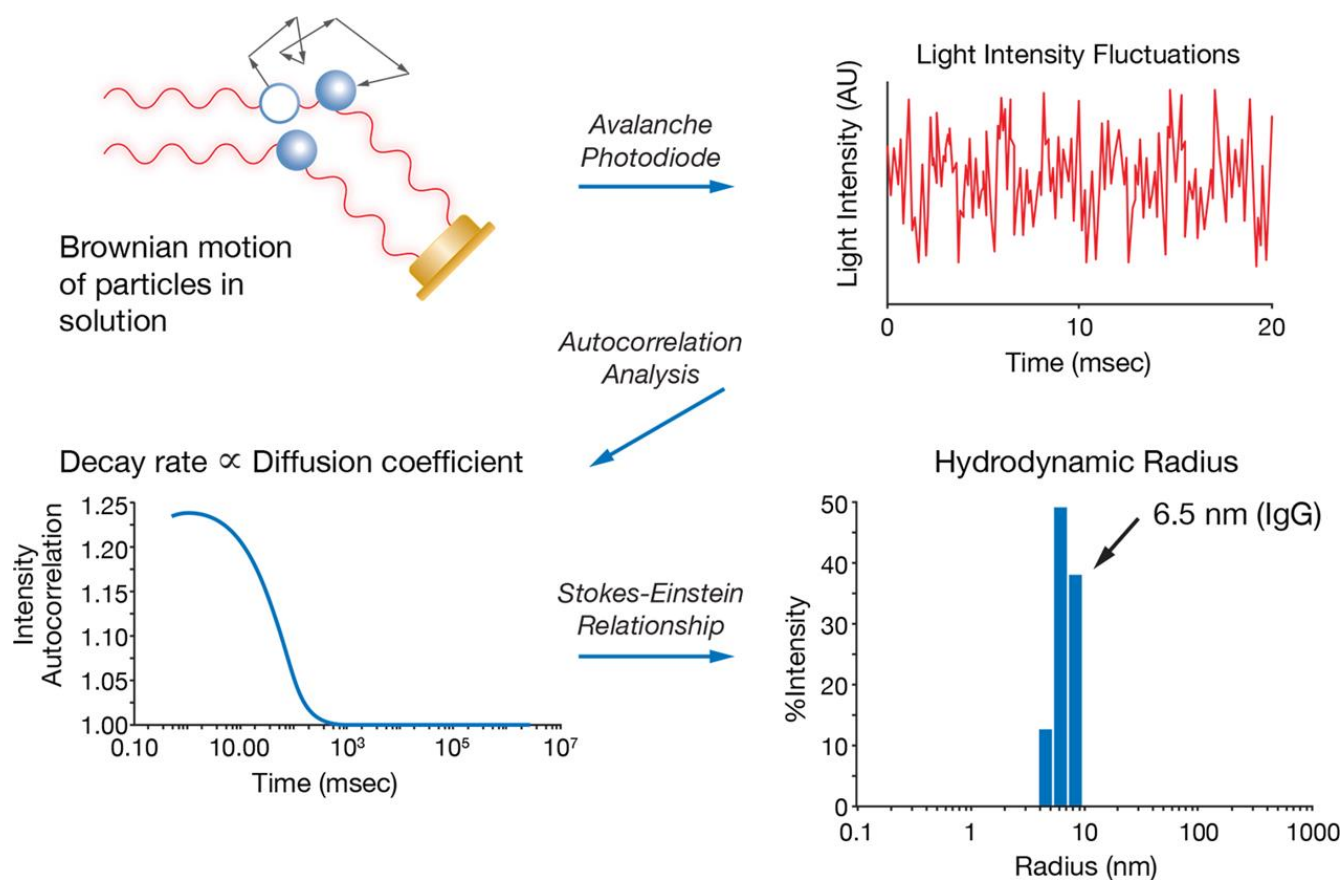 Brownian motion
of particles in
solution
Avalanche
Photodiode
Light Intensity Fluctuations
Light Intensity (AU)
0
10
20
Time (msec)
Autocorrelation
Analysis
Decay rate ∝ Diffusion coefficient
Intensity
Autocorrelation
1.25
1.20
1.15
1.10
1.05
1.00
0.10
10.00
10³
10⁵
10⁷
Time (msec)
Stokes-Einstein
Relationship
Hydrodynamic Radius
6.5 nm (IgG)
%Intensity
50
40
30
20
10
0
0.1
1
10
100
1000
Radius (nm)